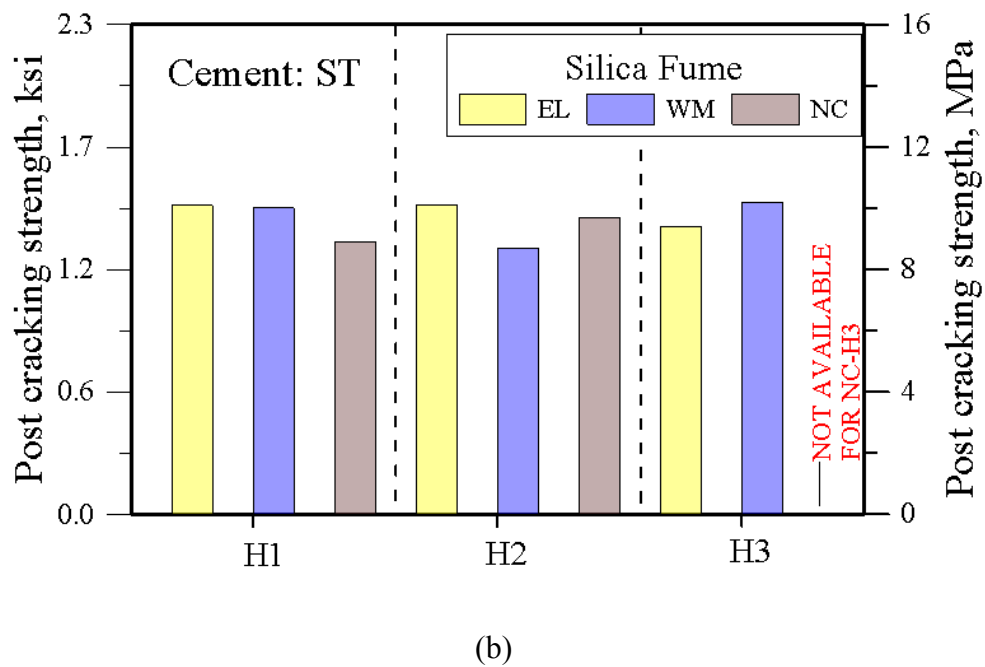 Post cracking strength, ksi
2.3
1.7
1.2
0.6
0.0
Cement: ST
Silica Fume
EL WM NC
NOT AVAILABLE
FOR NC-H3
H1 H2 H3
16
12
8
4
0
Post cracking strength, MPa
(b)